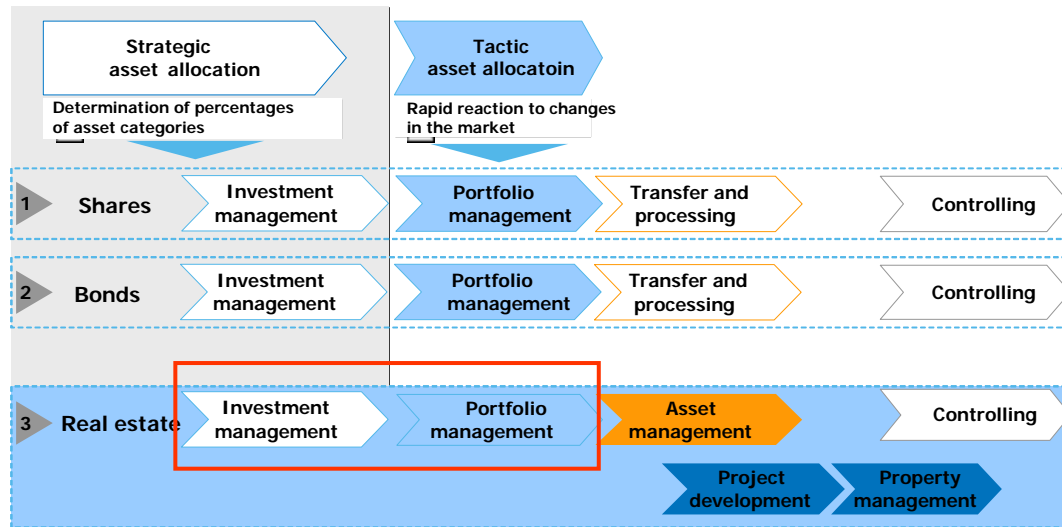 Strategic
asset allocation
Tactic
asset allocatoin
Determination of percentages
of asset categories
Rapid reaction to changes
in the market
1
Shares
Investment
management
Portfolio
management
Transfer and
processing
Controlling
2
Bonds
Investment
management
Portfolio
management
Transfer and
processing
Controlling
3
Real estate
Investment
management
Portfolio
management
Asset
management
Controlling
Project
development
Property
management